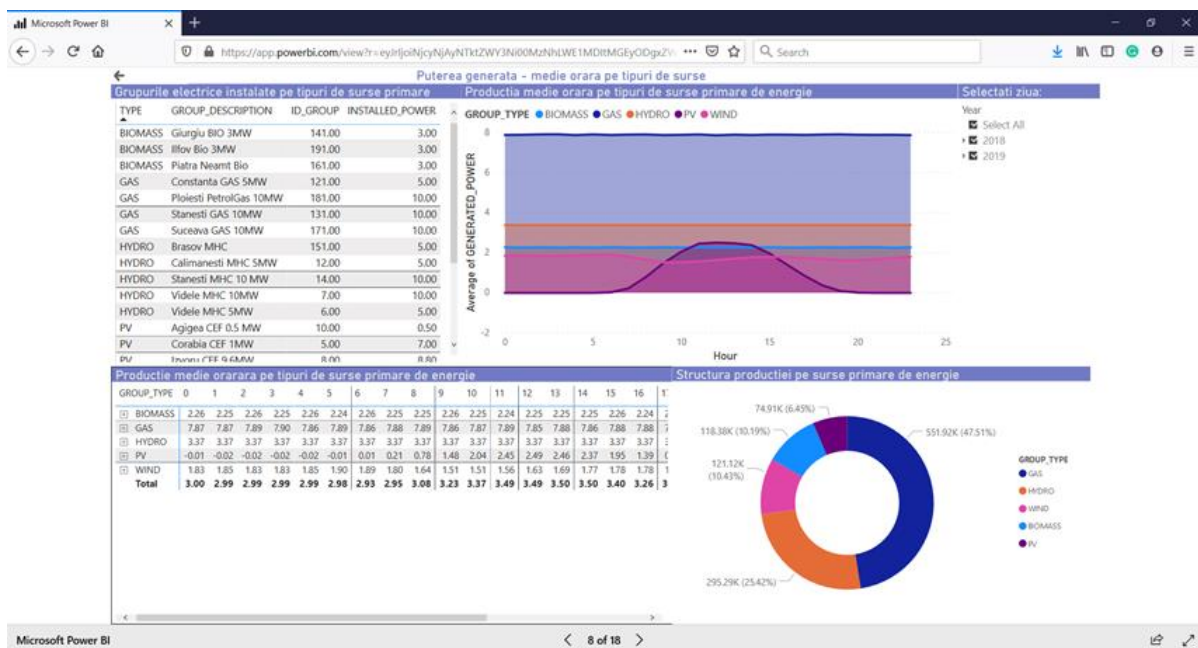 Microsoft Power BI
https://app.powerbi.com/view?r=
Search
Puterea generata - medie orara pe tipuri de surse
Grupurile electrice instalate pe tipuri de surse primare
TYPE GROUP_DESCRIPTION ID_GROUP INSTALLED_POWER
BIOMASS Giurgiu BIO 3MW 141.00 3.00
BIOMASS Ilfov Bio 3MW 191.00 3.00
BIOMASS Piatra Neamt Bio 161.00 3.00
GAS Constanta GAS 5MW 121.00 5.00
GAS Ploiesti PetrolGas 10MW 181.00 10.00
GAS Stanesti GAS 10MW 131.00 10.00
GAS Suceava GAS 10MW 171.00 10.00
HYDRO Brasov MHC 151.00 5.00
HYDRO Calimanesti MHC 5MW 12.00 5.00
HYDRO Stanesti MHC 10 MW 14.00 10.00
HYDRO Videle MHC 10MW 7.00 10.00
HYDRO Videle MHC 5MW 6.00 5.00
PV Agigea CEF 0.5 MW 10.00 0.50
PV Corabia CEF 1MW 5.00 7.00
PV Izvoru CEF 9.6MW 8.00 8.80
Productia medie orara pe tipuri de surse primare de energie
GROUP_TYPE BIOMASS GAS HYDRO PV WIND
Average of GENERATED_POWER
8
6
4
2
0
-2
0 5 10 15 20 25
Hour
Selectati ziua:
Year
Select All
2018
2019
Productie medie orarara pe tipuri de surse primare de energie
GROUP_TYPE 0 1 2 3 4 5 6 7 8 9 10 11 12 13 14 15 16
BIOMASS 2.26 2.25 2.26 2.25 2.26 2.24 2.26 2.25 2.25 2.26 2.25 2.24 2.25 2.25 2.26 2.26 2.24
GAS 7.87 7.87 7.89 7.90 7.86 7.89 7.86 7.88 7.89 7.86 7.87 7.89 7.85 7.88 7.86 7.88 7.88
HYDRO 3.37 3.37 3.37 3.37 3.37 3.37 3.37 3.37 3.37 3.37 3.37 3.37 3.37 3.37 3.37 3.37 3.37
PV -0.01 -0.02 -0.02 -0.02 -0.02 -0.01 0.01 0.21 0.78 1.48 2.04 2.45 2.49 2.46 2.37 1.95 1.39
WIND 1.83 1.85 1.83 1.83 1.85 1.90 1.89 1.80 1.64 1.51 1.51 1.56 1.63 1.69 1.77 1.78 1.78
Total 3.00 2.99 2.99 2.99 2.99 2.98 2.93 2.95 3.08 3.23 3.37 3.49 3.49 3.50 3.50 3.40 3.26
Structura productiei pe surse primare de energie
74.91K (6.45%)
118.38K (10.19%)
551.92K (47.51%)
121.12K
(10.43%)
295.29K (25.42%)
GROUP_TYPE
GAS
HYDRO
WIND
BIOMASS
PV
Microsoft Power BI
8 of 18